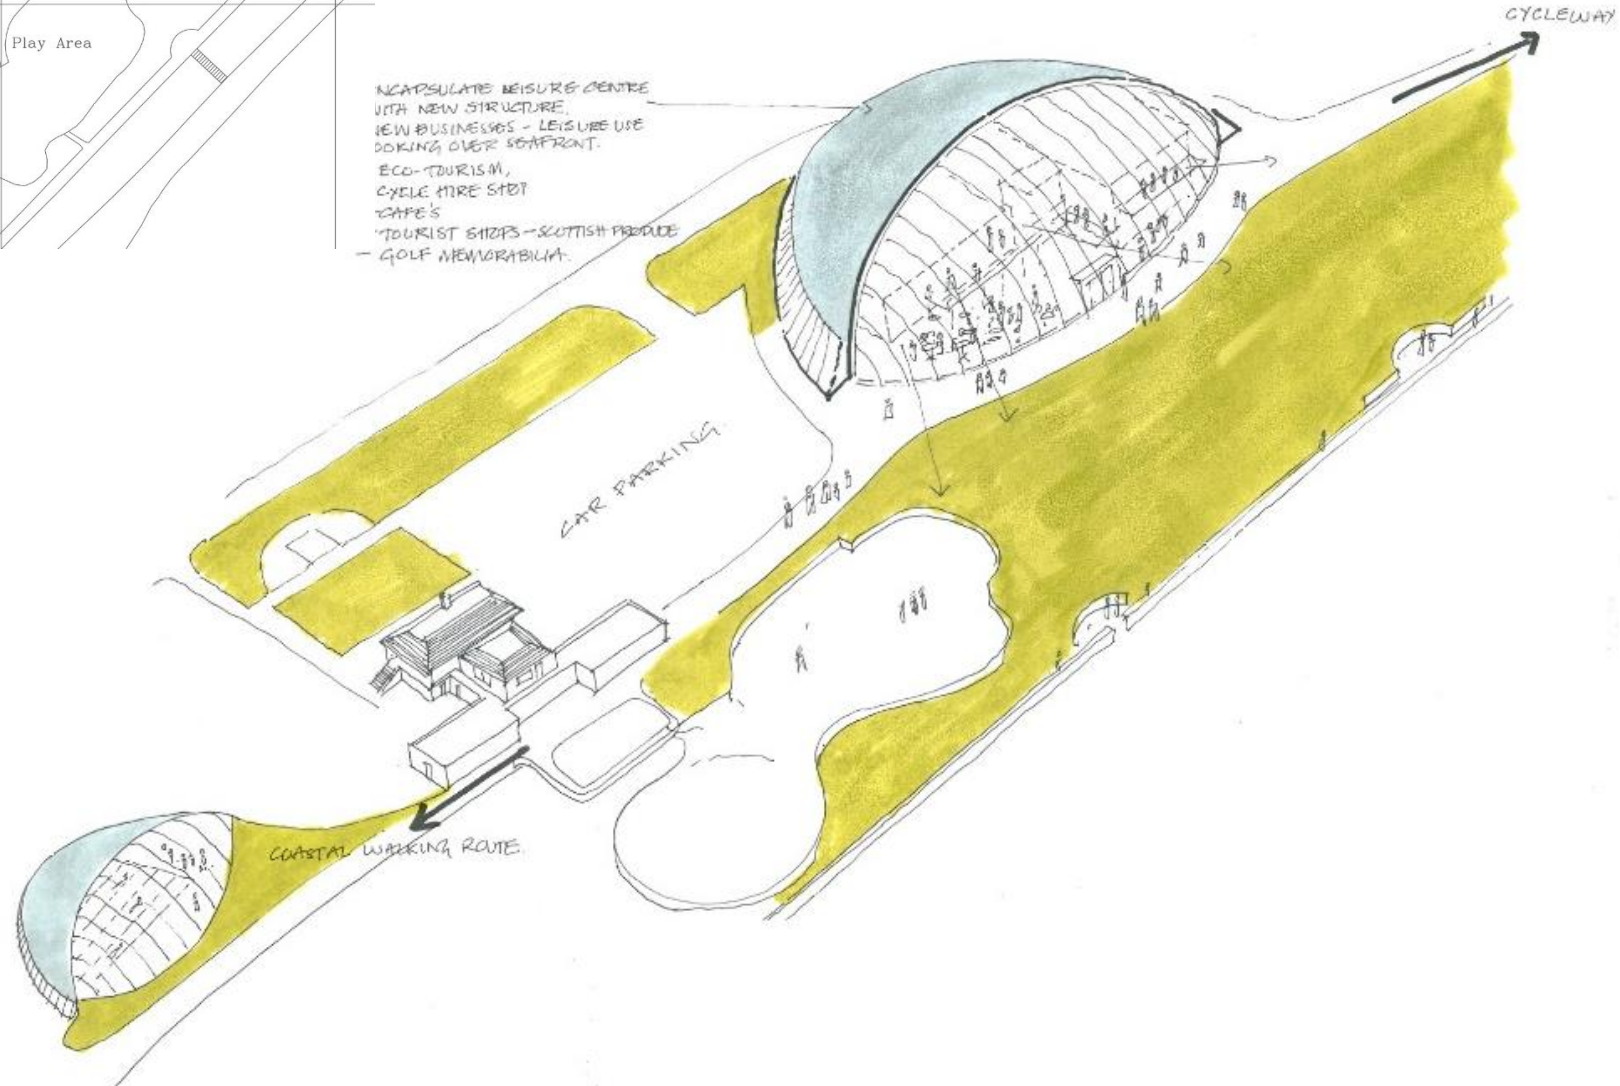 Play Area
CYCLEWAY
NCAPSULATE LEISURE CENTRE
WITH NEW STRUCTURE.
NEW BUSINESSES - LEISURE USE
OOKING OVER SEAFRONT.
ECO-TOURISM,
CYCLE HIRE SHOP
-CAFE'S
-TOURIST SHOPS - SCOTTISH PRODUCE
- GOLF MEMORABILIA.
CAR PARKING
COASTAL WALKING ROUTE.